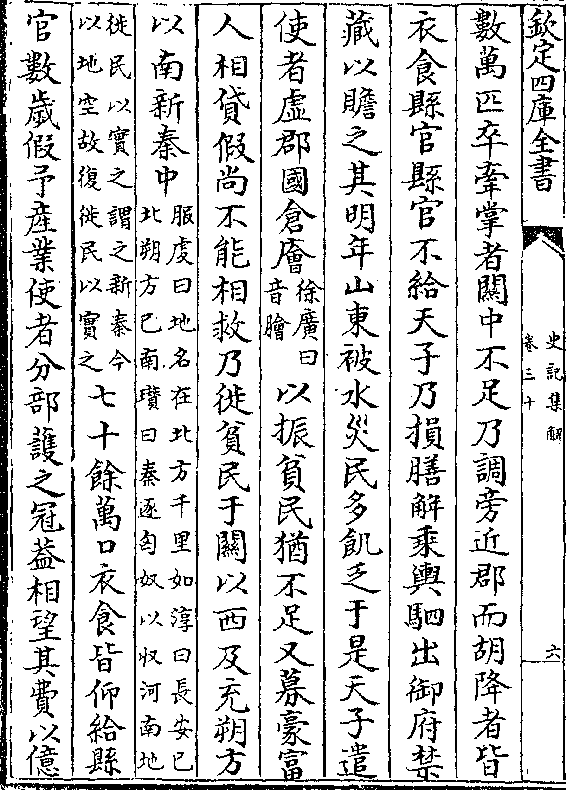 欽定四庫全書
史記集解
卷三十
六
數萬匹卒牽掌者關中不足乃調旁近郡而胡降者皆
衣食縣官縣官不給天子乃損膳解乘輿駟出御府禁
藏以贍之其明年山東被水災民多飢乏于是天子遣
使者虛郡國倉廥徐廣曰音膾以振貧民猶不足又募豪富
人相貸假尚不能相救乃徙貧民于關以西及充朔方
以南新秦中服虔曰地名在北方千里如淳曰長安已北朔方已南瓚曰秦逐匈奴以收河南地
徙民以實之謂之新秦今以地空故復徙民以實之七十餘萬口衣食皆仰給縣
官數歲假予產業使者分部護之冠蓋相望其費以億